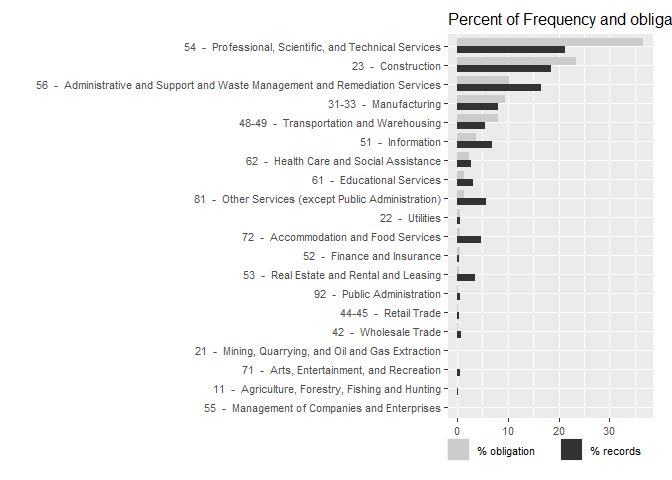 Percent of Frequency and obliga
54 - Professional, Scientific, and Technical Services
23 - Construction
56 - Administrative and Support and Waste Management and Remediation Services
31-33 - Manufacturing
48-49 - Transportation and Warehousing
51 - Information
62 - Health Care and Social Assistance
61 - Educational Services
81 - Other Services (except Public Administration)
22 - Utilities
72 - Accommodation and Food Services
52 - Finance and Insurance
53 - Real Estate and Rental and Leasing
92 - Public Administration
44-45 - Retail Trade
42 - Wholesale Trade
21 - Mining, Quarrying, and Oil and Gas Extraction
71 - Arts, Entertainment, and Recreation
11 - Agriculture, Forestry, Fishing and Hunting
55 - Management of Companies and Enterprises
0 10 20 30
% obligation % records